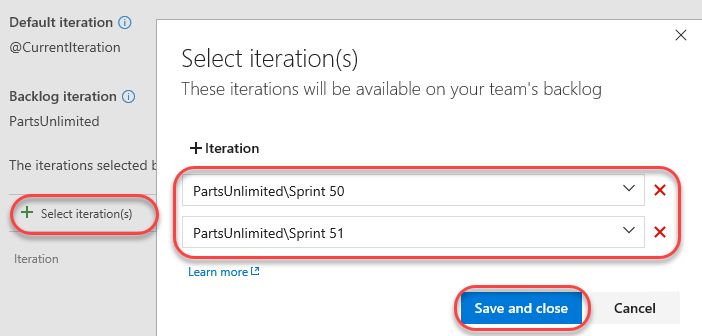 Default iteration
@CurrentIteration
Backlog iteration
PartsUnlimited
The iterations selected b
+ Select iteration(s)
Iteration
Select iteration(s)
These iterations will be available on your team's backlog
+ Iteration
PartsUnlimited\Sprint 50
PartsUnlimited\Sprint 51
Learn more
Save and close
Cancel